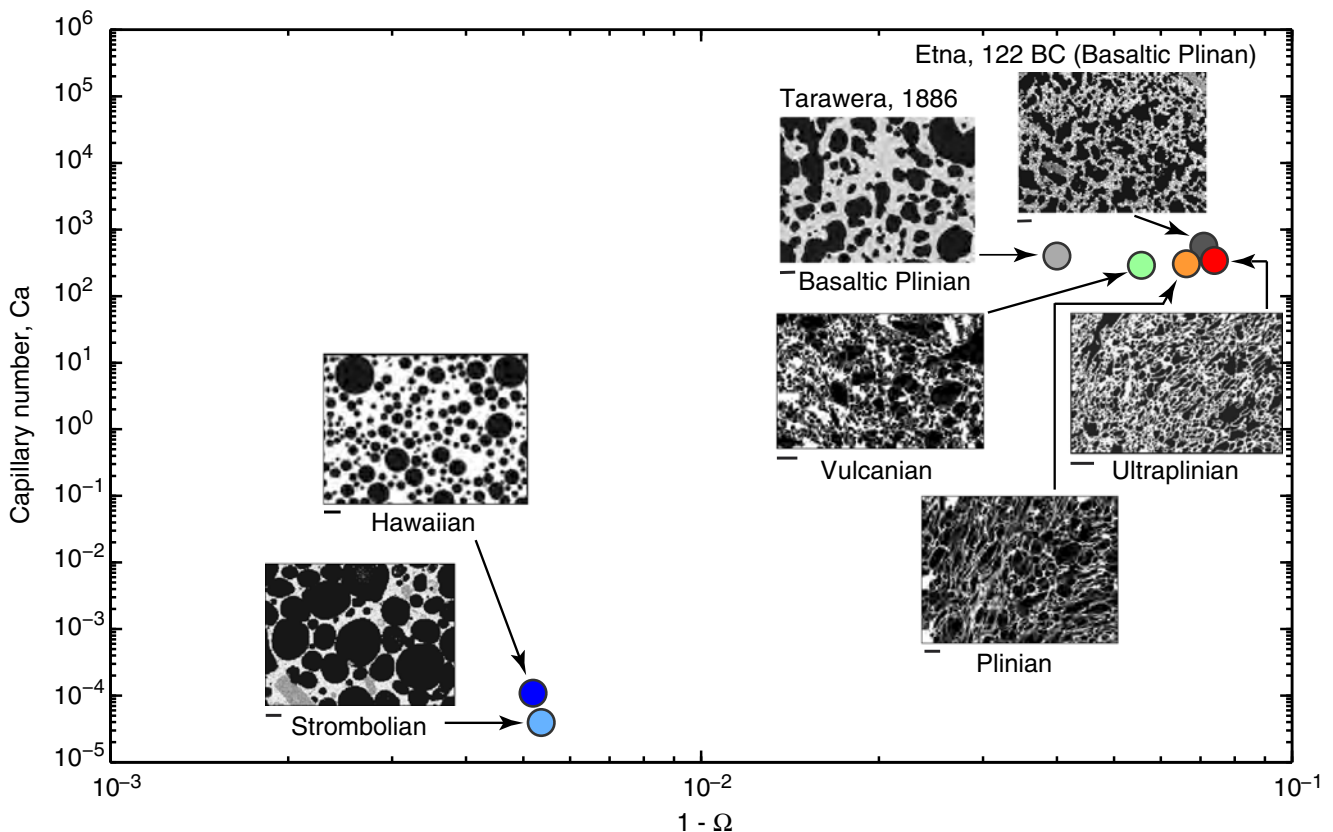 Etna, 122 BC (Basaltic Plinan)
Tarawera, 1886
Basaltic Plinian
Vulcanian
Ultraplinian
Plinian
Hawaiian
Strombolian
Capillary number, Ca
10⁶
10⁵
10⁴
10³
10²
10¹
10⁰
10⁻¹
10⁻²
10⁻³
10⁻⁴
10⁻⁵
10⁻³
10⁻²
10⁻¹
1 - Ω